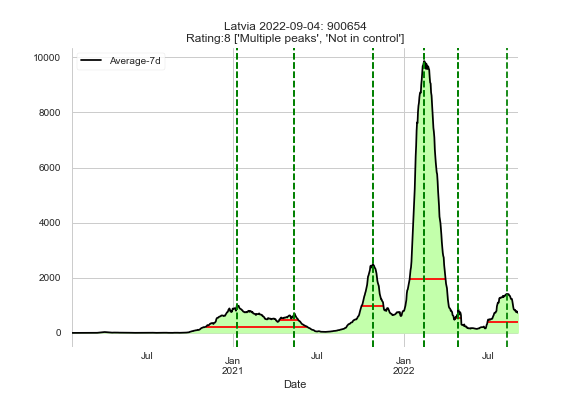 Latvia 2022-09-04: 900654
Rating:8 ['Multiple peaks', 'Not in control']
Average-7d
10000
8000
6000
4000
2000
0
Jul
Jan
2021
Jul
Jan
2022
Jul
Date